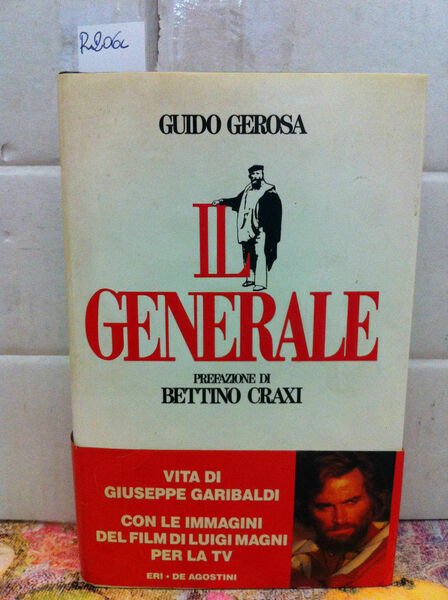 R206c
GUIDO GEROSA
IL
GENERALE
PREFAZIONE DI
BETTINO CRAXI
VITA DI
GIUSEPPE GARIBALDI
CON LE IMMAGINI
DEL FILM DI LUIGI MAGNI
PER LA TV
ERI • DE AGOSTINI